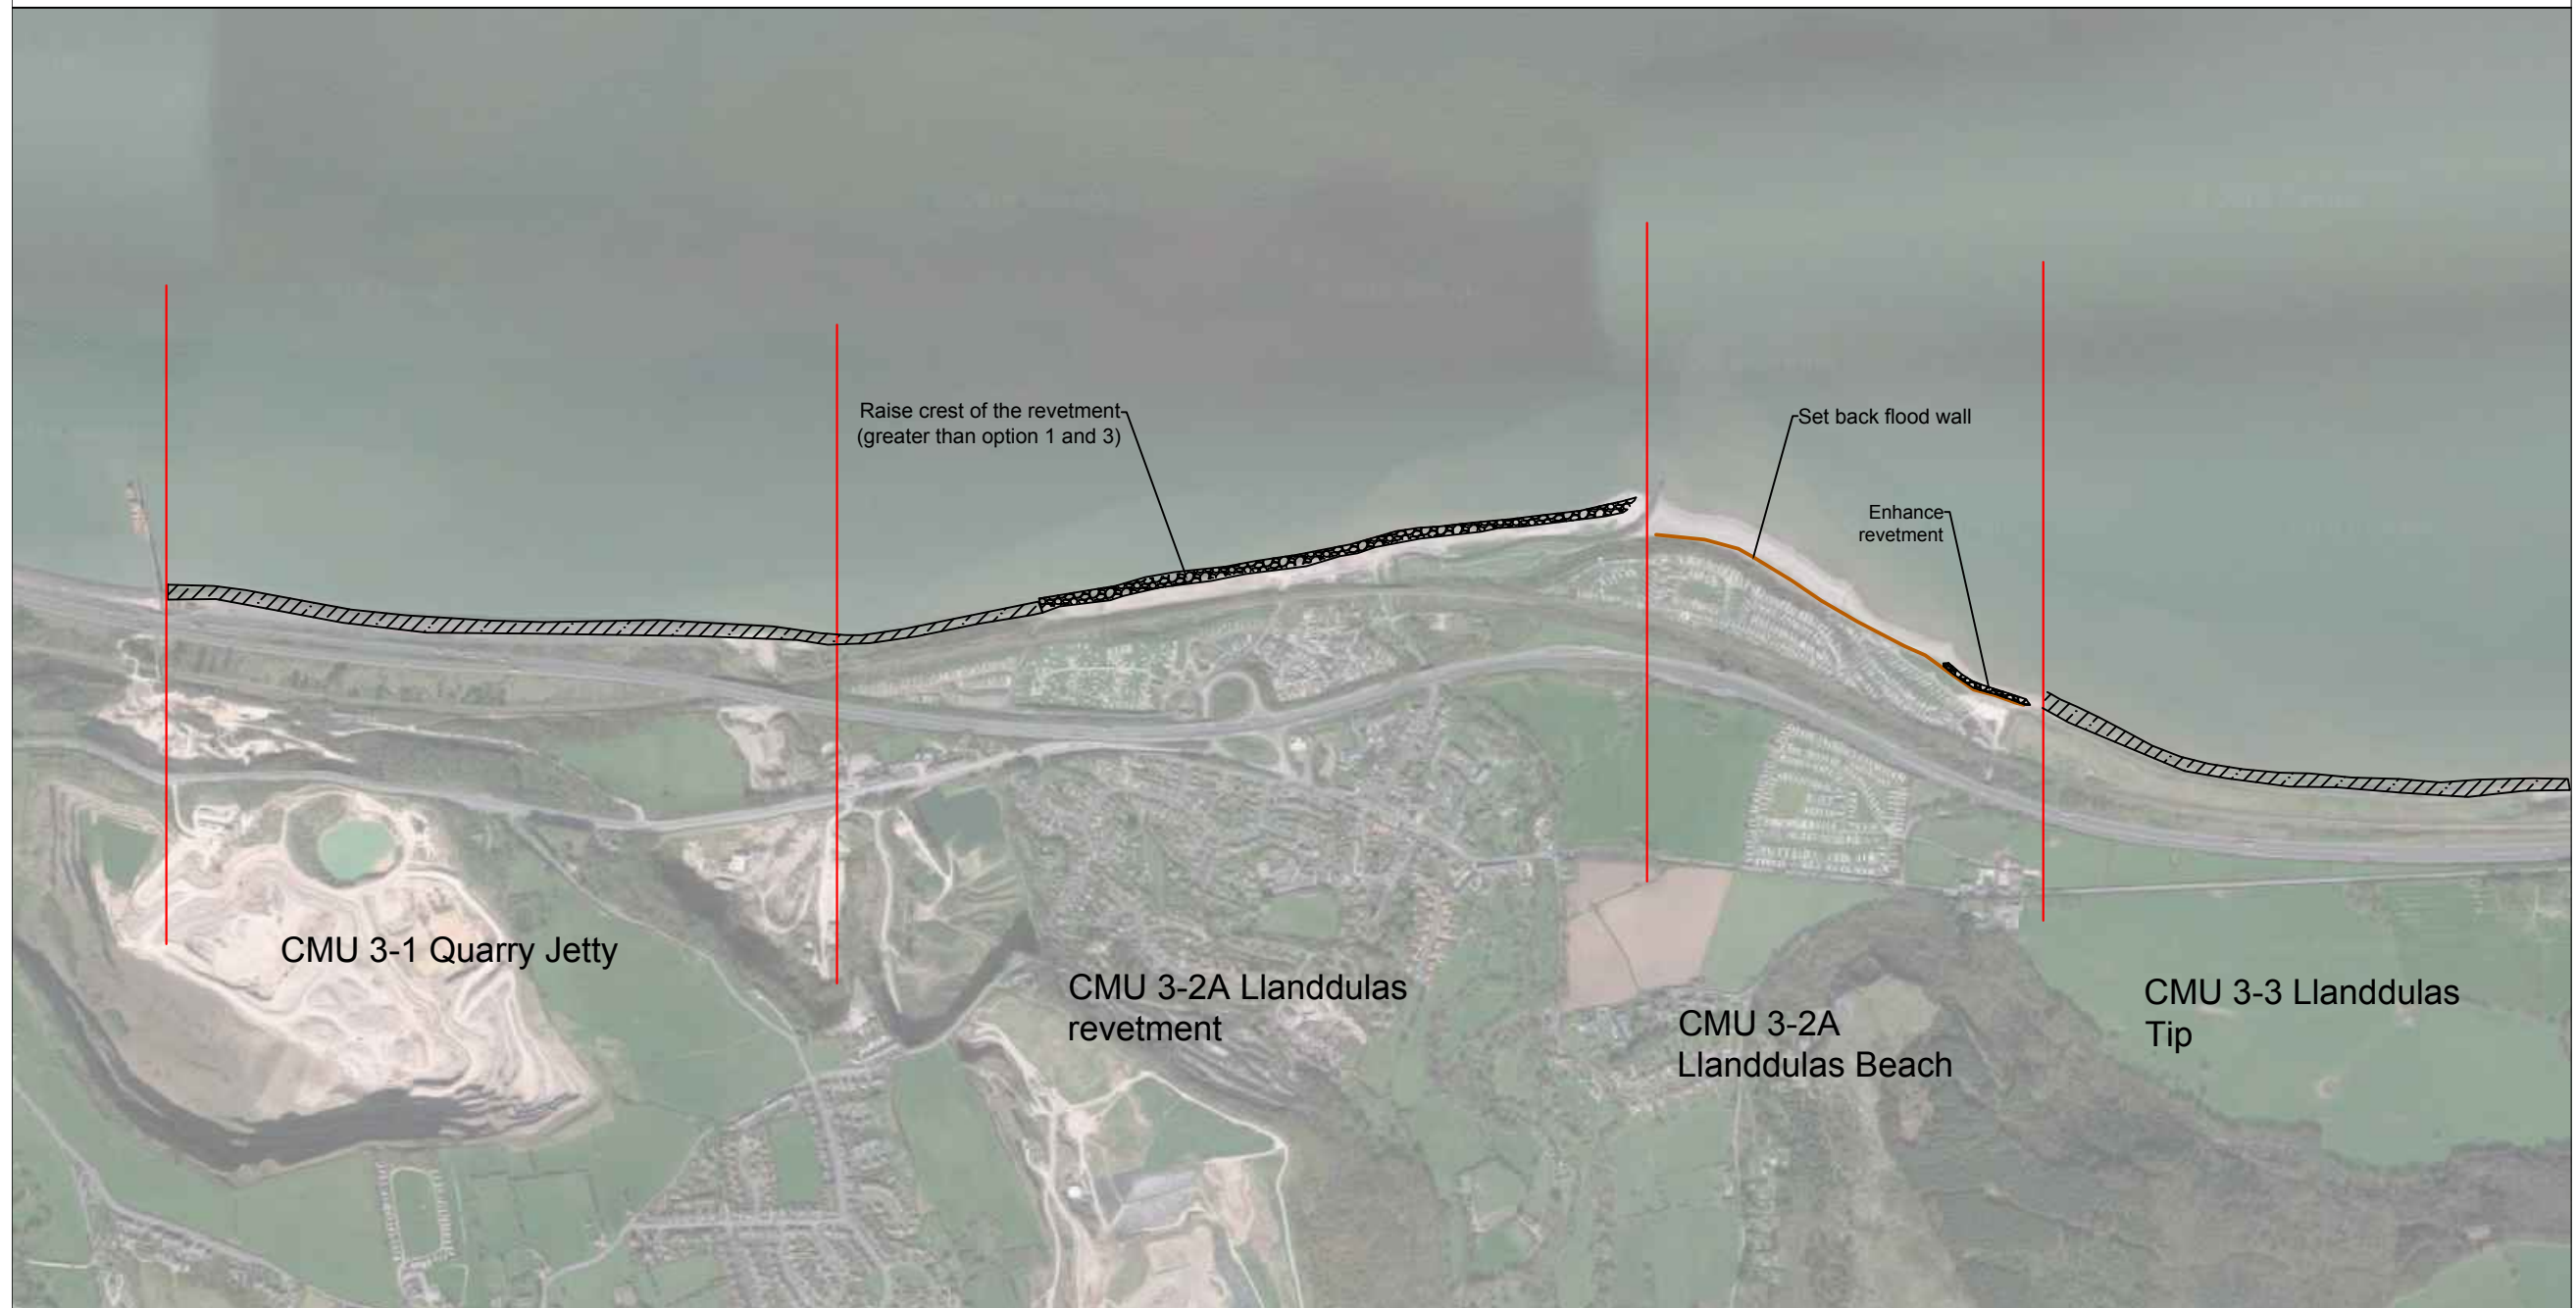 Raise crest of the revetment
(greater than option 1 and 3)
Set back flood wall
Enhance
revetment
CMU 3-1 Quarry Jetty
CMU 3-2A Llanddulas
revetment
CMU 3-2A
Llanddulas Beach
CMU 3-3 Llanddulas
Tip